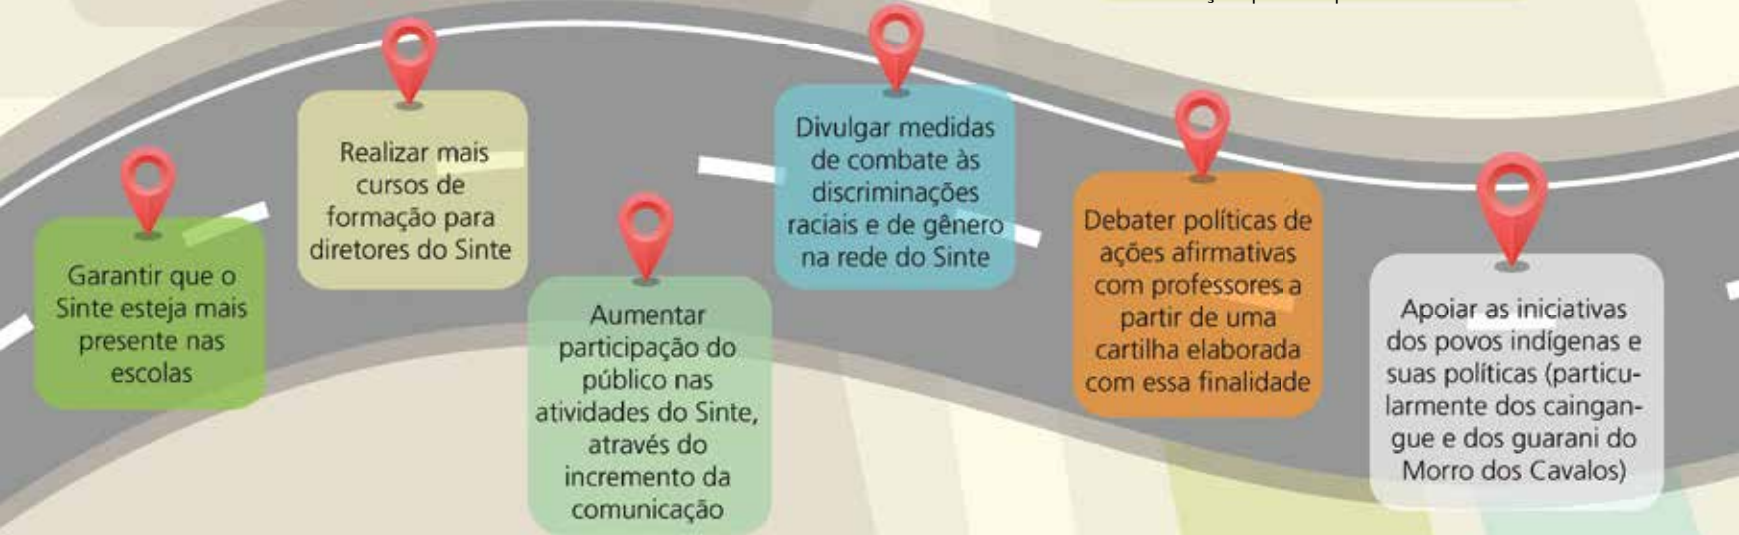 Garantir que o
Sinte esteja mais
presente nas
escolas
Realizar mais
cursos de
formação para
diretores do Sinte
Aumentar
participação do
público nas
atividades do Sinte,
através do
incremento da
comunicação
Divulgar medidas
de combate às
discriminações
raciais e de gênero
na rede do Sinte
Debater políticas de
ações afirmativas
com professores a
partir de uma
cartilha elaborada
com essa finalidade
Apoiar as iniciativas
dos povos indígenas e
suas políticas (particu-
larmente dos caingan-
gue e dos guarani do
Morro dos Cavalos)